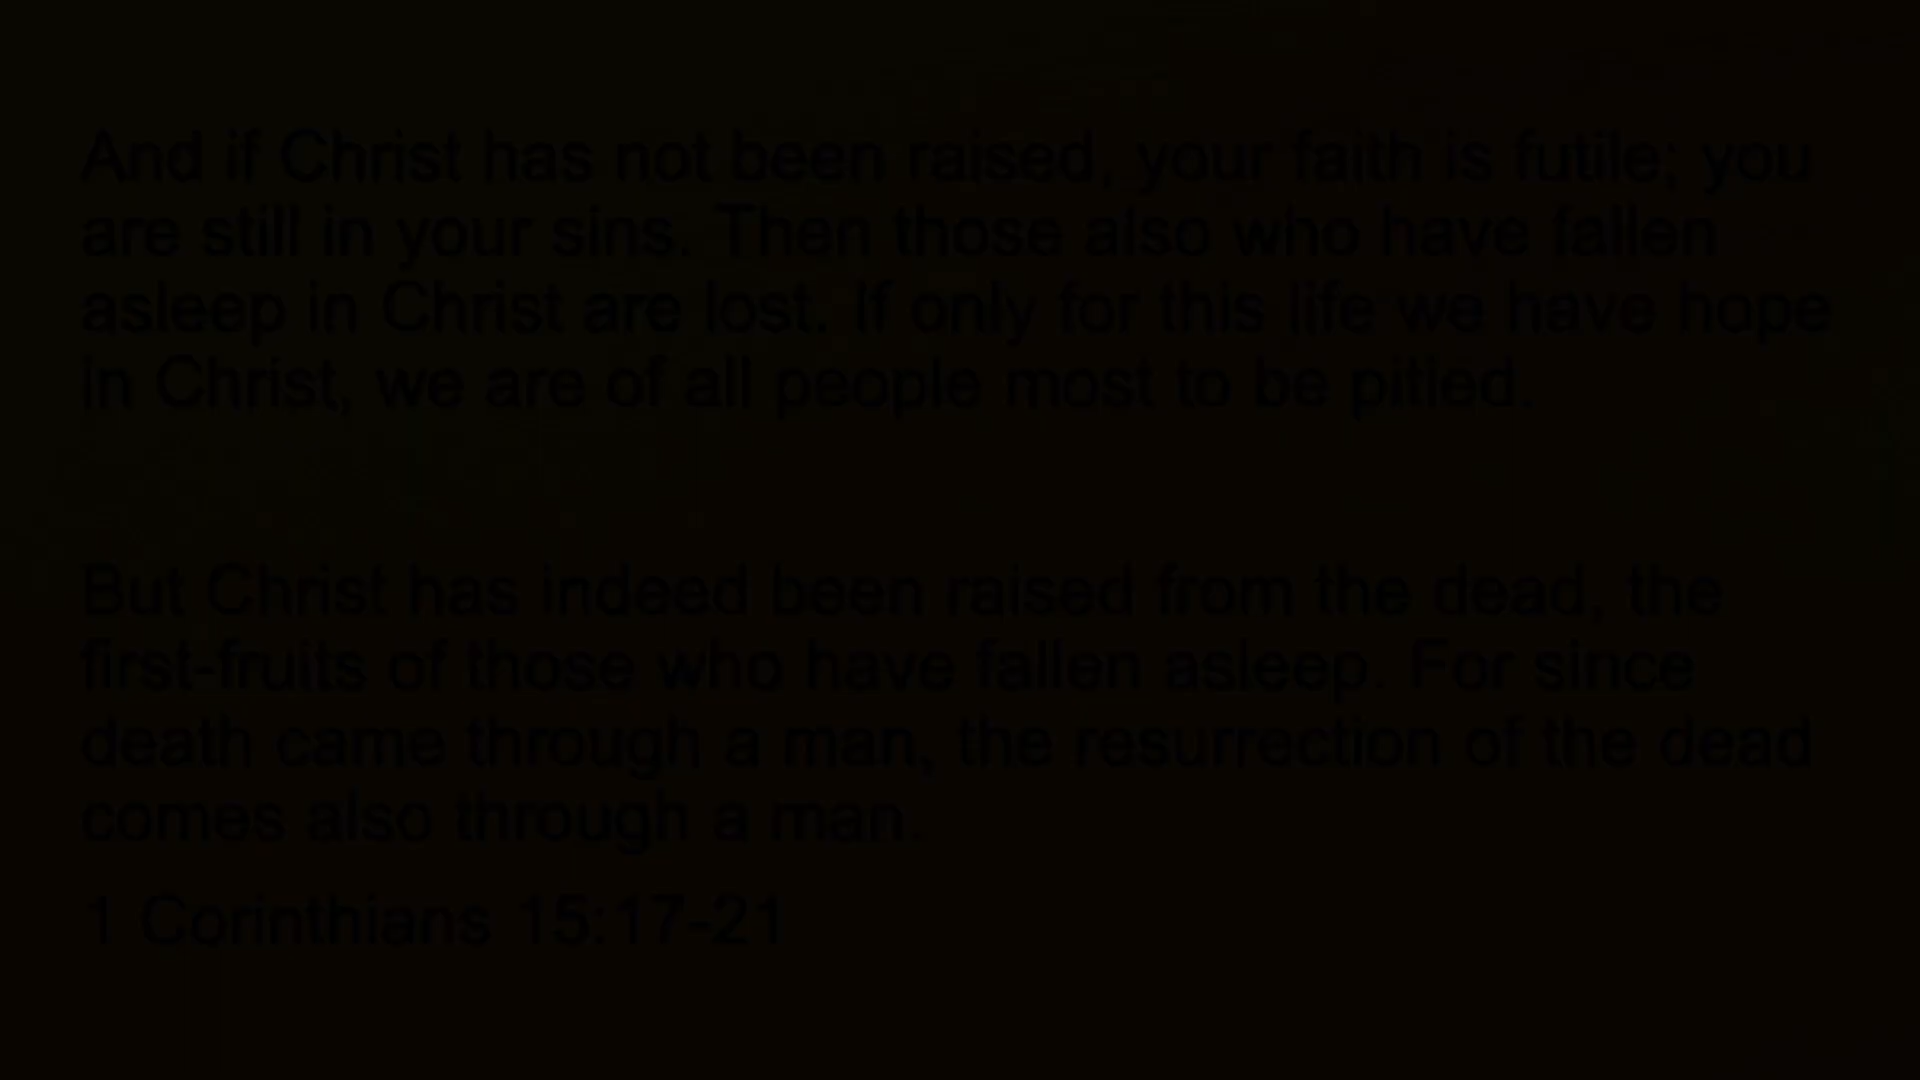 And if Christ has not been raised, your faith is futile; you
are still in your sins. Then those also who have fallen
asleep in Christ are lost. If only for this life we have hope
in Christ, we are of all people most to be pitied.
But Christ has indeed been raised from the dead, the
first-fruits of those who have fallen asleep. For since
death came through a man, the resurrection of the dead
comes also through a man.
1 Corinthians 15:17-21